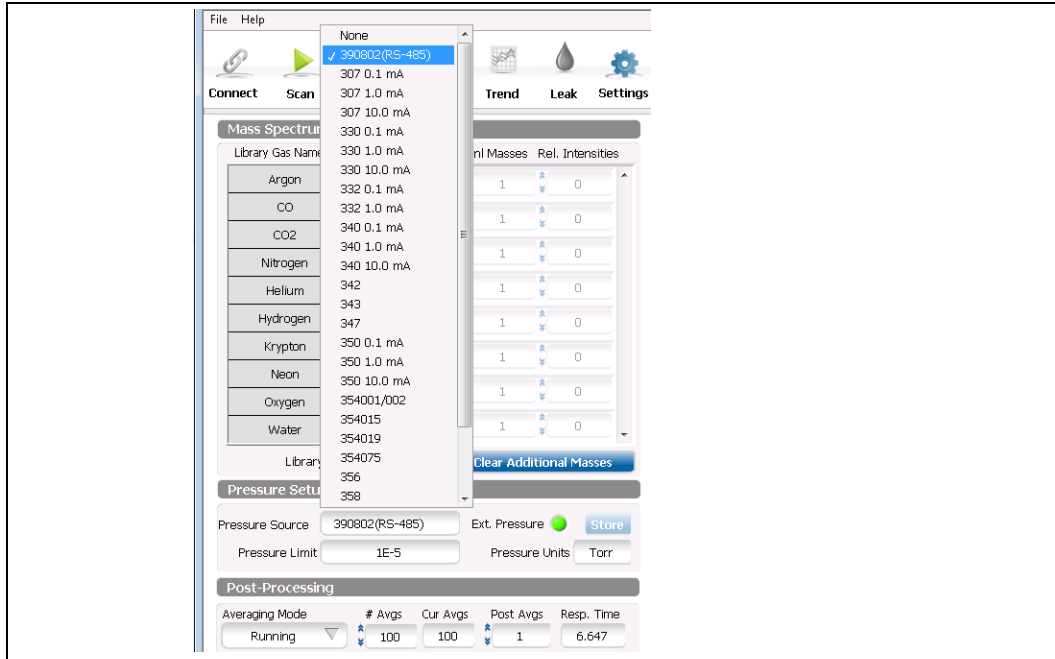 File Help
Connect Scan Trend Leak Settings
None
✓ 390802(RS-485)
307 0.1 mA
307 1.0 mA
307 10.0 mA
330 0.1 mA
330 1.0 mA
330 10.0 mA
332 0.1 mA
332 1.0 mA
340 0.1 mA
340 1.0 mA
340 10.0 mA
342
343
347
350 0.1 mA
350 1.0 mA
350 10.0 mA
354001/002
354015
354019
354075
356
358
Mass Spectru
Library Gas Name nl Masses Rel. Intensities
Argon 1 0
CO 1 0
CO2 1 0
Nitrogen 1 0
Helium 1 0
Hydrogen 1 0
Krypton 1 0
Neon 1 0
Oxygen
Water 1 0
Library Clear Additional Masses
Pressure Setu
Pressure Source 390802(RS-485) Ext. Pressure Store
Pressure Limit 1E-5 Pressure Units Torr
Post-Processing
Averaging Mode # Avgs Cur Avgs Post Avgs Resp. Time
Running 100 100 1 6.647